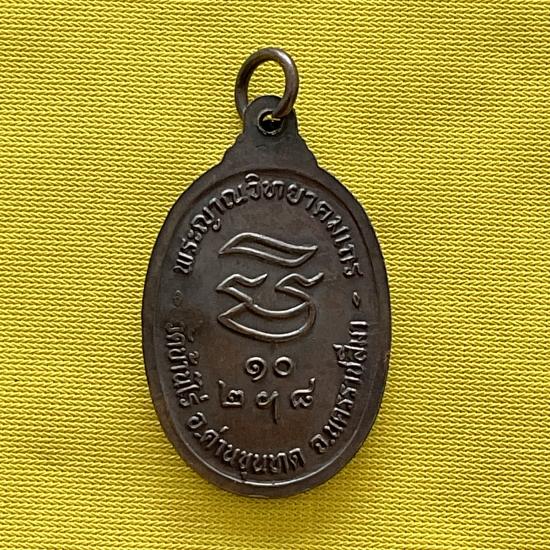 พระญาณวิทยาคมเถร
๑๐
๒ ฯ ๘
วัดบ้านไร่ อ.ด่านขุนทด จ.นครราชสีมา